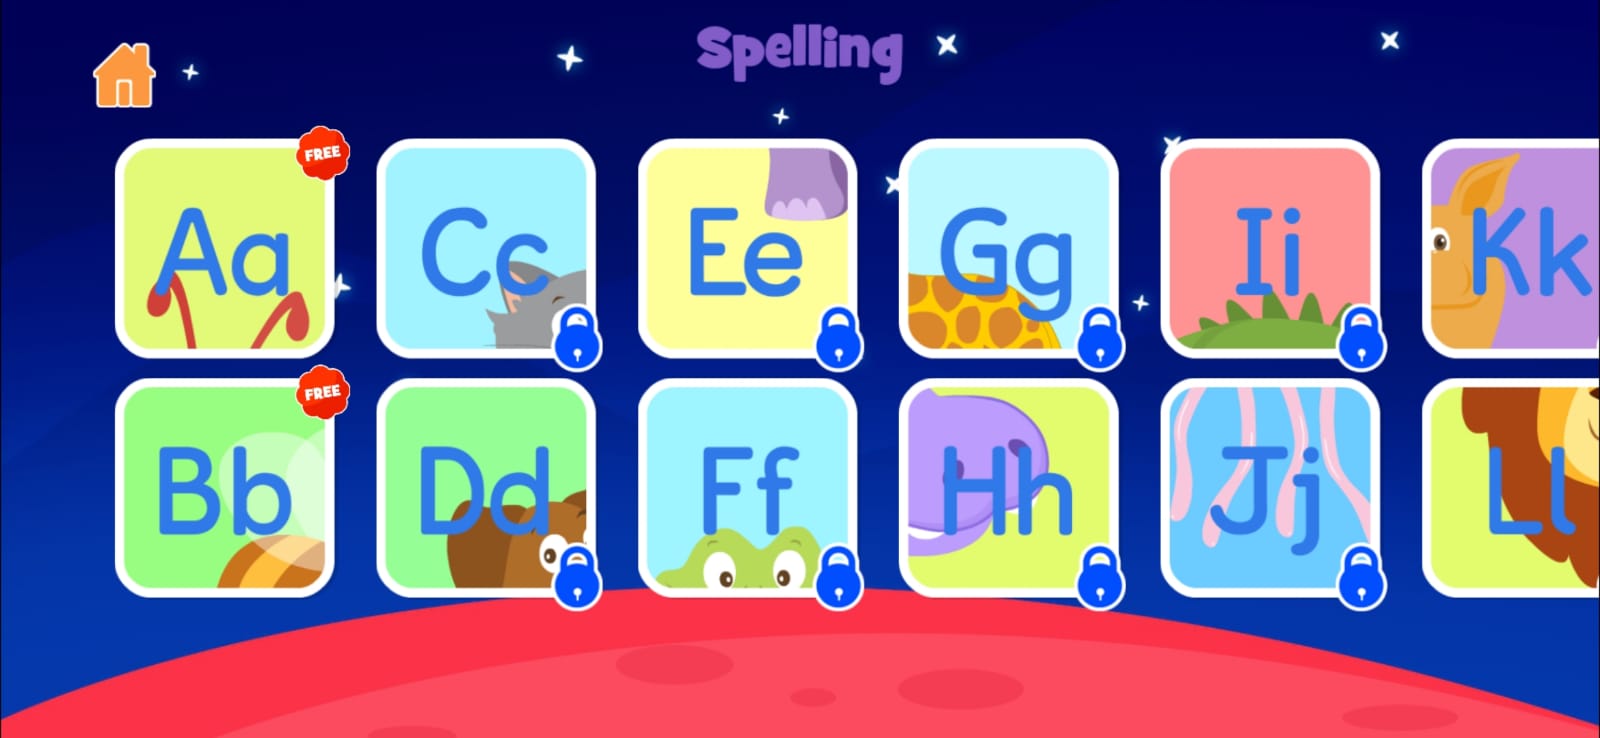 Spelling
FREE
Aa Cc Ee Gg Ii Kk
FREE
Bb Dd Ff Hh Jj Ll